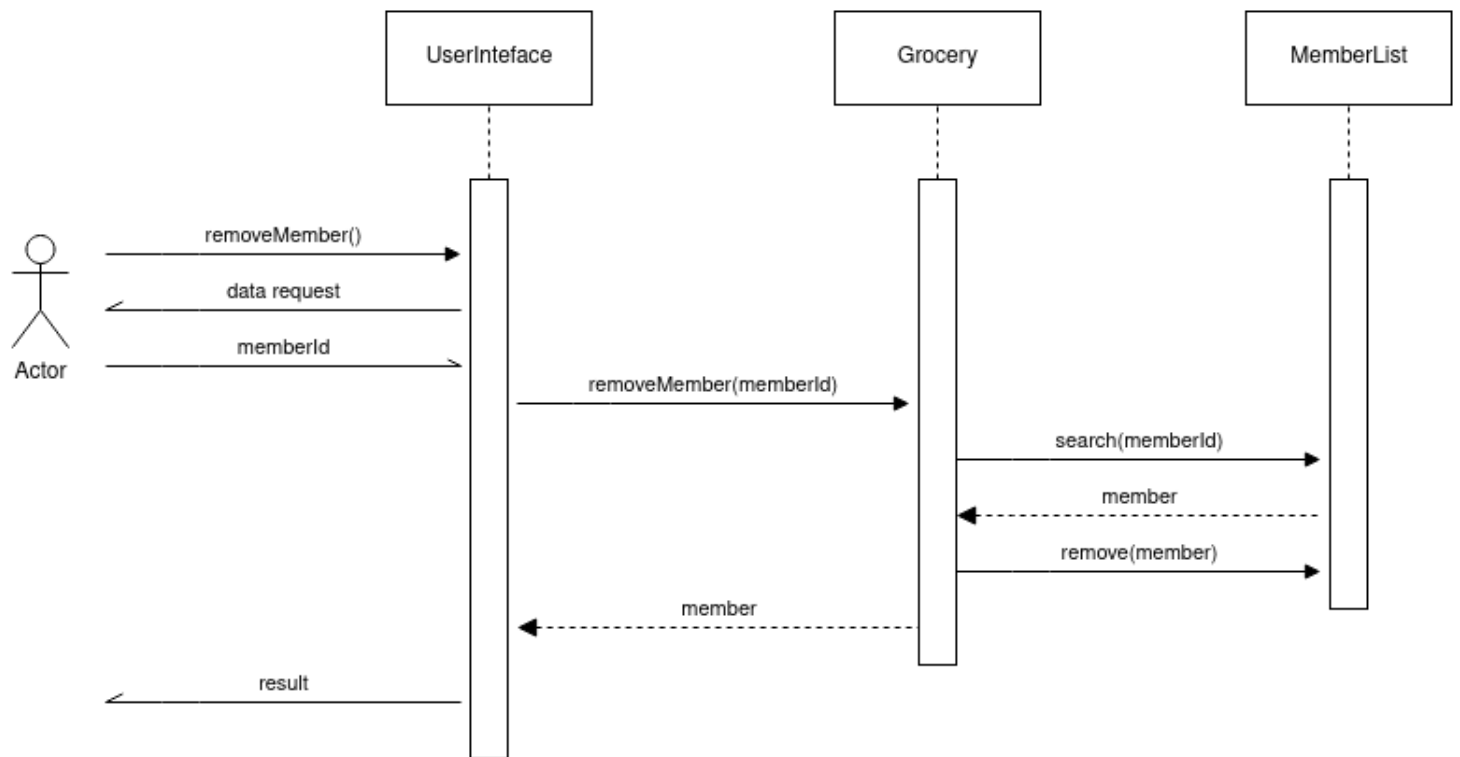 UserInteface
Grocery
MemberList
removeMember()
data request
memberId
Actor
removeMember(memberId)
search(memberId)
member
remove(member)
member
result